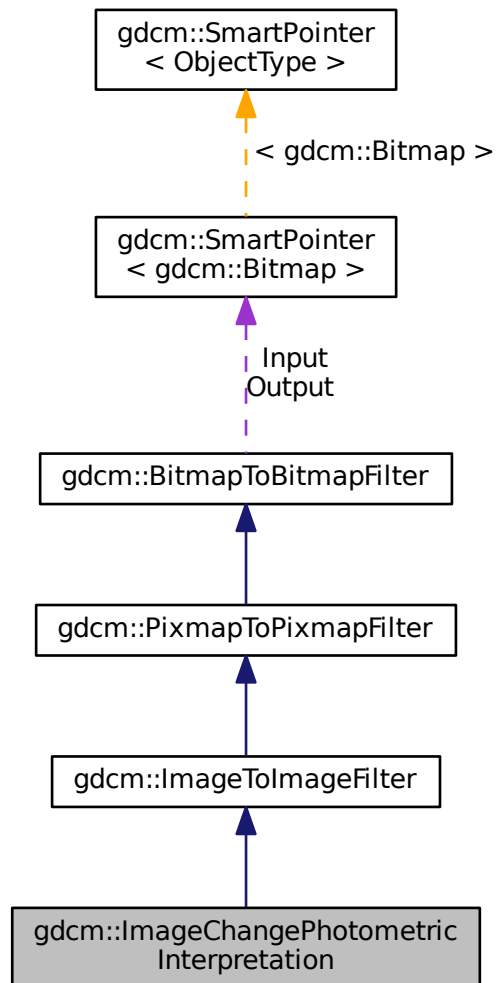 gdcm::SmartPointer
< ObjectType >
< gdcm::Bitmap >
gdcm::SmartPointer
< gdcm::Bitmap >
Input
Output
gdcm::BitmapToBitmapFilter
gdcm::PixmapToPixmapFilter
gdcm::ImageToImageFilter
gdcm::ImageChangePhotometric
Interpretation